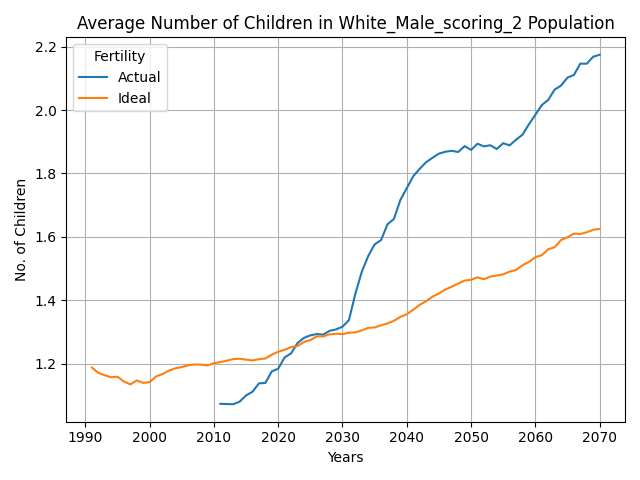 Average Number of Children in White_Male_scoring_2 Population
Fertility
Actual
Ideal
No. of Children
2.2
2.0
1.8
1.6
1.4
1.2
1990 2000 2010 2020 2030 2040 2050 2060 2070
Years